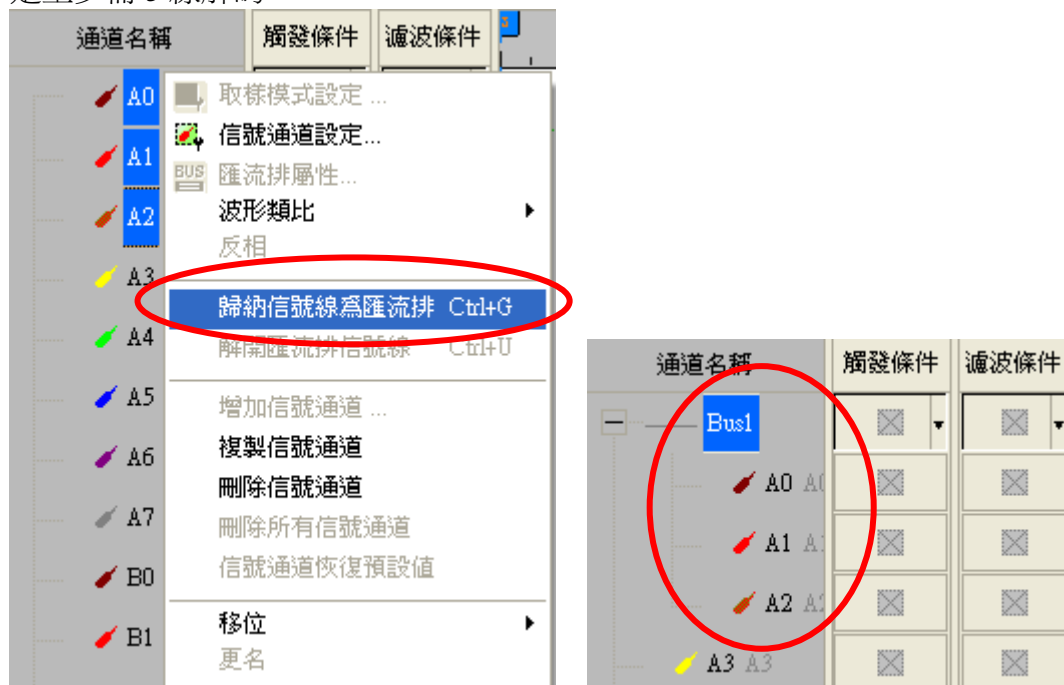 通道名稱 觸發條件 濾波條件
A0
A1
A2
A3
A4
A5
A6
A7
B0
B1
取樣模式設定 ...
信號通道設定...
BUS 匯流排屬性...
波形類比
反相
歸納信號線爲匯流排 Ctrl+G
解開匯流排信號線 Ctrl+U
增加信號通道 ...
複製信號通道
刪除信號通道
刪除所有信號通道
信號通道恢復預設值
移位
更名
通道名稱 觸發條件 濾波條件
Bus1
A0 A0
A1 A1
A2 A2
A3 A3